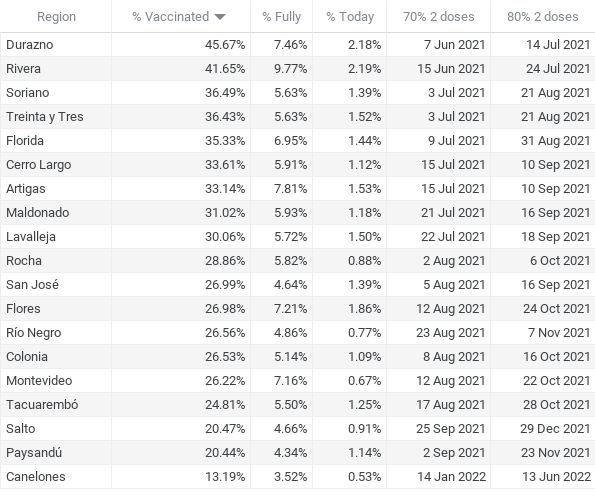 Region % Vaccinated % Fully % Today 70% 2 doses 80% 2 doses
Durazno 45.67% 7.46% 2.18% 7 Jun 2021 14 Jul 2021
Rivera 41.65% 9.77% 2.19% 15 Jun 2021 24 Jul 2021
Soriano 36.49% 5.63% 1.39% 3 Jul 2021 21 Aug 2021
Treinta y Tres 36.43% 5.63% 1.52% 3 Jul 2021 21 Aug 2021
Florida 35.33% 6.95% 1.44% 9 Jul 2021 31 Aug 2021
Cerro Largo 33.61% 5.91% 1.12% 15 Jul 2021 10 Sep 2021
Artigas 33.14% 7.81% 1.53% 15 Jul 2021 10 Sep 2021
Maldonado 31.02% 5.93% 1.18% 21 Jul 2021 16 Sep 2021
Lavalleja 30.06% 5.72% 1.50% 22 Jul 2021 18 Sep 2021
Rocha 28.86% 5.82% 0.88% 2 Aug 2021 6 Oct 2021
San José 26.99% 4.64% 1.39% 5 Aug 2021 16 Sep 2021
Flores 26.98% 7.21% 1.86% 12 Aug 2021 24 Oct 2021
Río Negro 26.56% 4.86% 0.77% 23 Aug 2021 7 Nov 2021
Colonia 26.53% 5.14% 1.09% 8 Aug 2021 16 Oct 2021
Montevideo 26.22% 7.16% 0.67% 12 Aug 2021 22 Oct 2021
Tacuarembó 24.81% 5.50% 1.25% 17 Aug 2021 28 Oct 2021
Salto 20.47% 4.66% 0.91% 25 Sep 2021 29 Dec 2021
Paysandú 20.44% 4.34% 1.14% 2 Sep 2021 23 Nov 2021
Canelones 13.19% 3.52% 0.53% 14 Jan 2022 13 Jun 2022